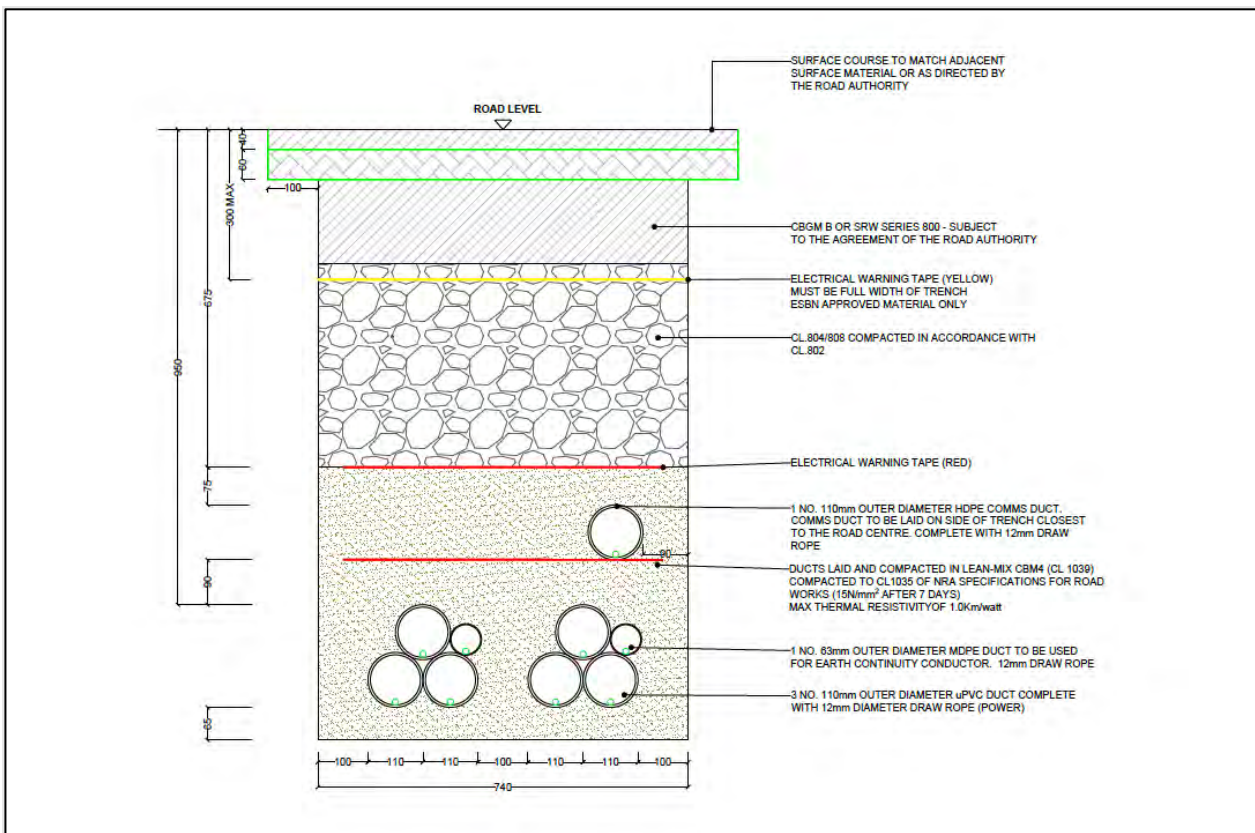 SURFACE COURSE TO MATCH ADJACENT
SURFACE MATERIAL OR AS DIRECTED BY
THE ROAD AUTHORITY
ROAD LEVEL
40
60
100
300 MAX
675
950
CBGM B OR SRW SERIES 800 - SUBJECT
TO THE AGREEMENT OF THE ROAD AUTHORITY
ELECTRICAL WARNING TAPE (YELLOW)
MUST BE FULL WIDTH OF TRENCH
ESBN APPROVED MATERIAL ONLY
CL.804/808 COMPACTED IN ACCORDANCE WITH
CL.802
ELECTRICAL WARNING TAPE (RED)
75
1 NO. 110mm OUTER DIAMETER HDPE COMMS DUCT.
COMMS DUCT TO BE LAID ON SIDE OF TRENCH CLOSEST
TO THE ROAD CENTRE. COMPLETE WITH 12mm DRAW
ROPE
90
90
DUCTS LAID AND COMPACTED IN LEAN-MIX CBM4 (CL 1039)
COMPACTED TO CL1035 OF NRA SPECIFICATIONS FOR ROAD
WORKS (15N/mm² AFTER 7 DAYS)
MAX THERMAL RESISTIVITYOF 1.0Km/watt
1 NO. 63mm OUTER DIAMETER MDPE DUCT TO BE USED
FOR EARTH CONTINUITY CONDUCTOR. 12mm DRAW ROPE
3 NO. 110mm OUTER DIAMETER uPVC DUCT COMPLETE
WITH 12mm DIAMETER DRAW ROPE (POWER)
65
100 110 110 100 110 110 100
740